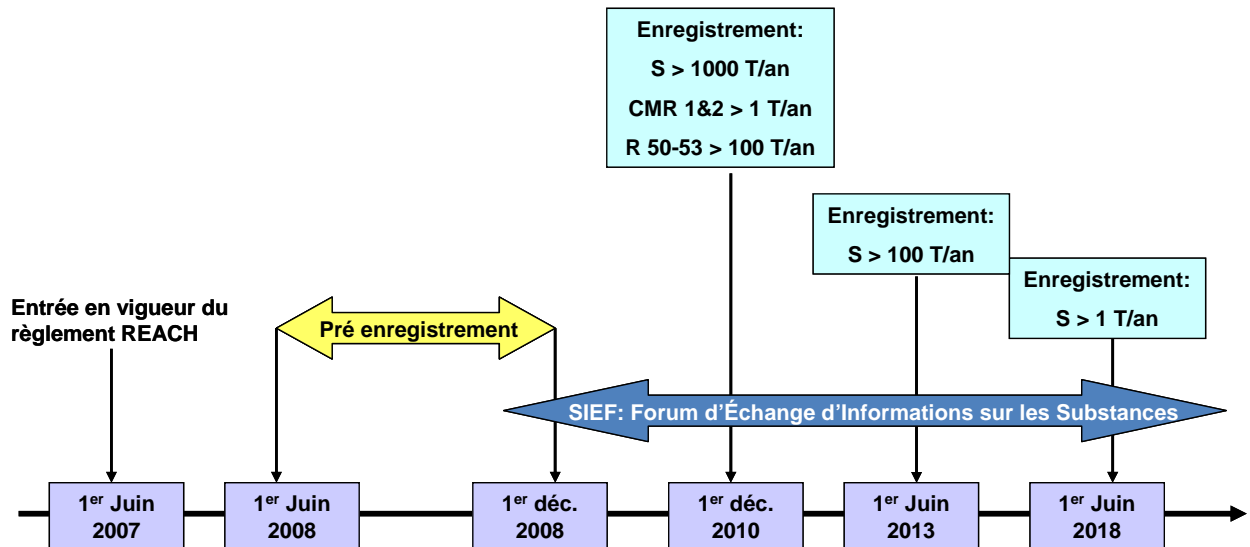 Enregistrement:
S > 1000 T/an
CMR 1&2 > 1 T/an
R 50-53 > 100 T/an
Enregistrement:
S > 100 T/an
Enregistrement:
S > 1 T/an
Entrée en vigueur du
règlement REACH
Pré enregistrement
SIEF: Forum d’Échange d’Informations sur les Substances
1er Juin
2007
1er Juin
2008
1er déc.
2008
1er déc.
2010
1er Juin
2013
1er Juin
2018